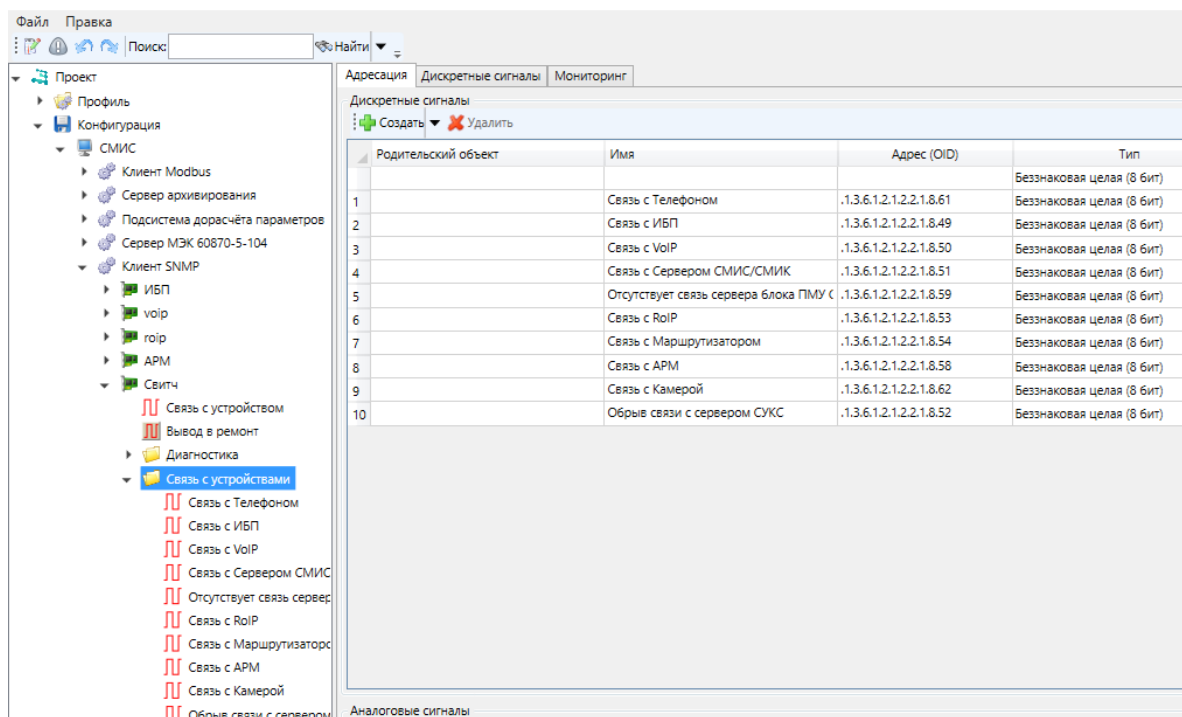 Файл Правка
Поиск: Найти
Проект
Профиль
Конфигурация
СМИС
Клиент Modbus
Сервер архивирования
Подсистема дорасчёта параметров
Сервер МЭК 60870-5-104
Клиент SNMP
ИБП
voip
roip
АРМ
Свитч
Связь с устройством
Вывод в ремонт
Диагностика
Связь с устройствами
Связь с Телефоном
Связь с ИБП
Связь с VoIP
Связь с Сервером СМИС
Отсутствует связь сервер
Связь с RoIP
Связь с Маршрутизаторо
Связь с АРМ
Связь с Камерой
Обрыв связи с сервером
Адресация Дискретные сигналы Мониторинг
Дискретные сигналы
Создать Удалить
Родительский объект Имя Адрес (OID) Тип
Беззнаковая целая (8 бит)
1 Связь с Телефоном .1.3.6.1.2.1.2.2.1.8.61 Беззнаковая целая (8 бит)
2 Связь с ИБП .1.3.6.1.2.1.2.2.1.8.49 Беззнаковая целая (8 бит)
3 Связь с VoIP .1.3.6.1.2.1.2.2.1.8.50 Беззнаковая целая (8 бит)
4 Связь с Сервером СМИС/СМИК .1.3.6.1.2.1.2.2.1.8.51 Беззнаковая целая (8 бит)
5 Отсутствует связь сервера блока ПМУ ( .1.3.6.1.2.1.2.2.1.8.59 Беззнаковая целая (8 бит)
6 Связь с RoIP .1.3.6.1.2.1.2.2.1.8.53 Беззнаковая целая (8 бит)
7 Связь с Маршрутизатором .1.3.6.1.2.1.2.2.1.8.54 Беззнаковая целая (8 бит)
8 Связь с АРМ .1.3.6.1.2.1.2.2.1.8.58 Беззнаковая целая (8 бит)
9 Связь с Камерой .1.3.6.1.2.1.2.2.1.8.62 Беззнаковая целая (8 бит)
10 Обрыв связи с сервером СУКС .1.3.6.1.2.1.2.2.1.8.52 Беззнаковая целая (8 бит)
Аналоговые сигналы